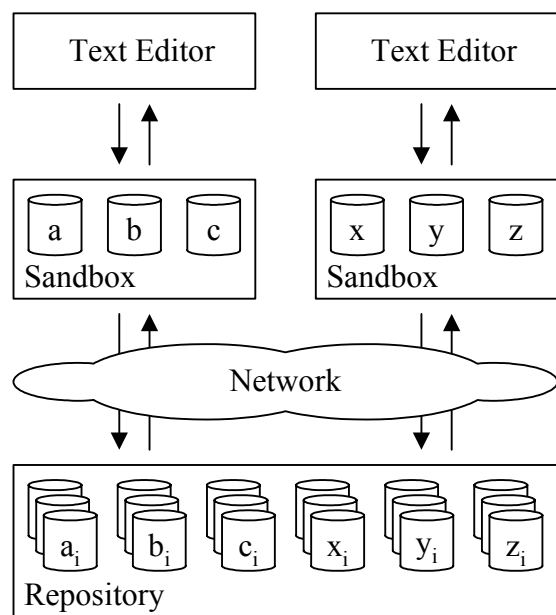 Text Editor Text Editor
a b c x y z
Sandbox Sandbox
Network
aᵢ bᵢ cᵢ xᵢ yᵢ zᵢ
Repository